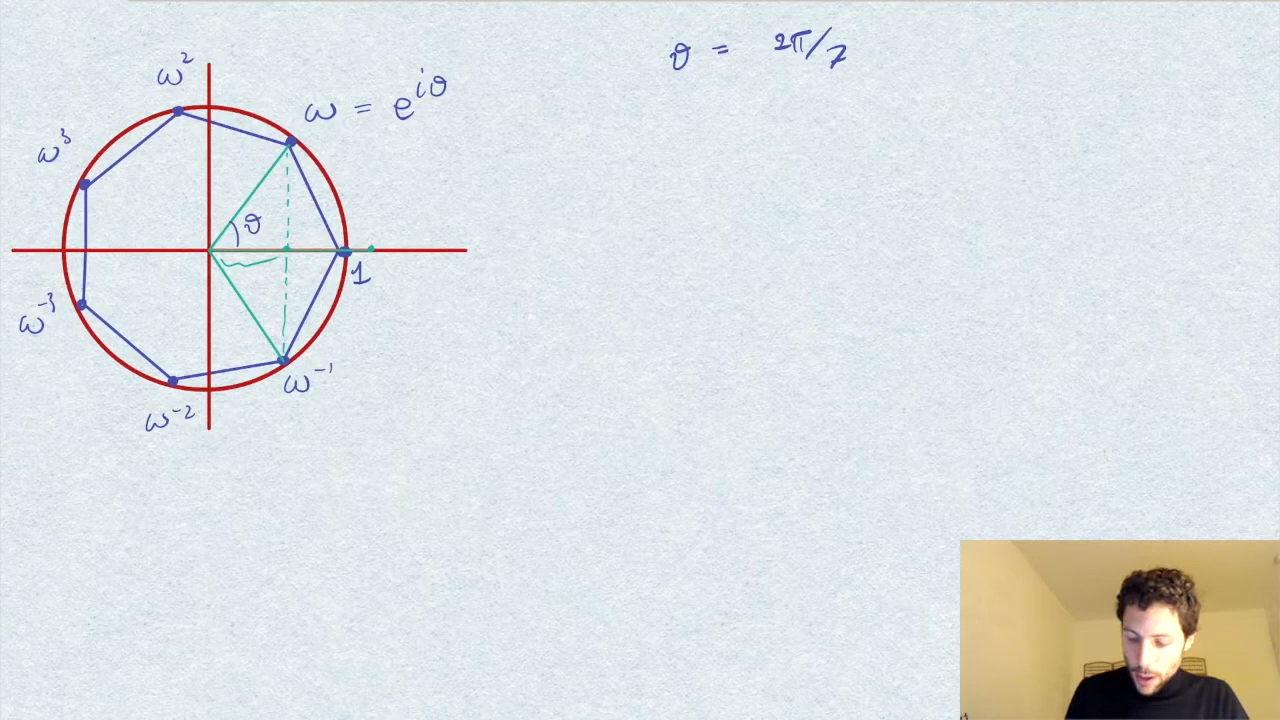 ϑ = 2π/7
ω²
ω = e^{iϑ}
ω³
ϑ
1
ω⁻³
ω⁻¹
ω⁻²